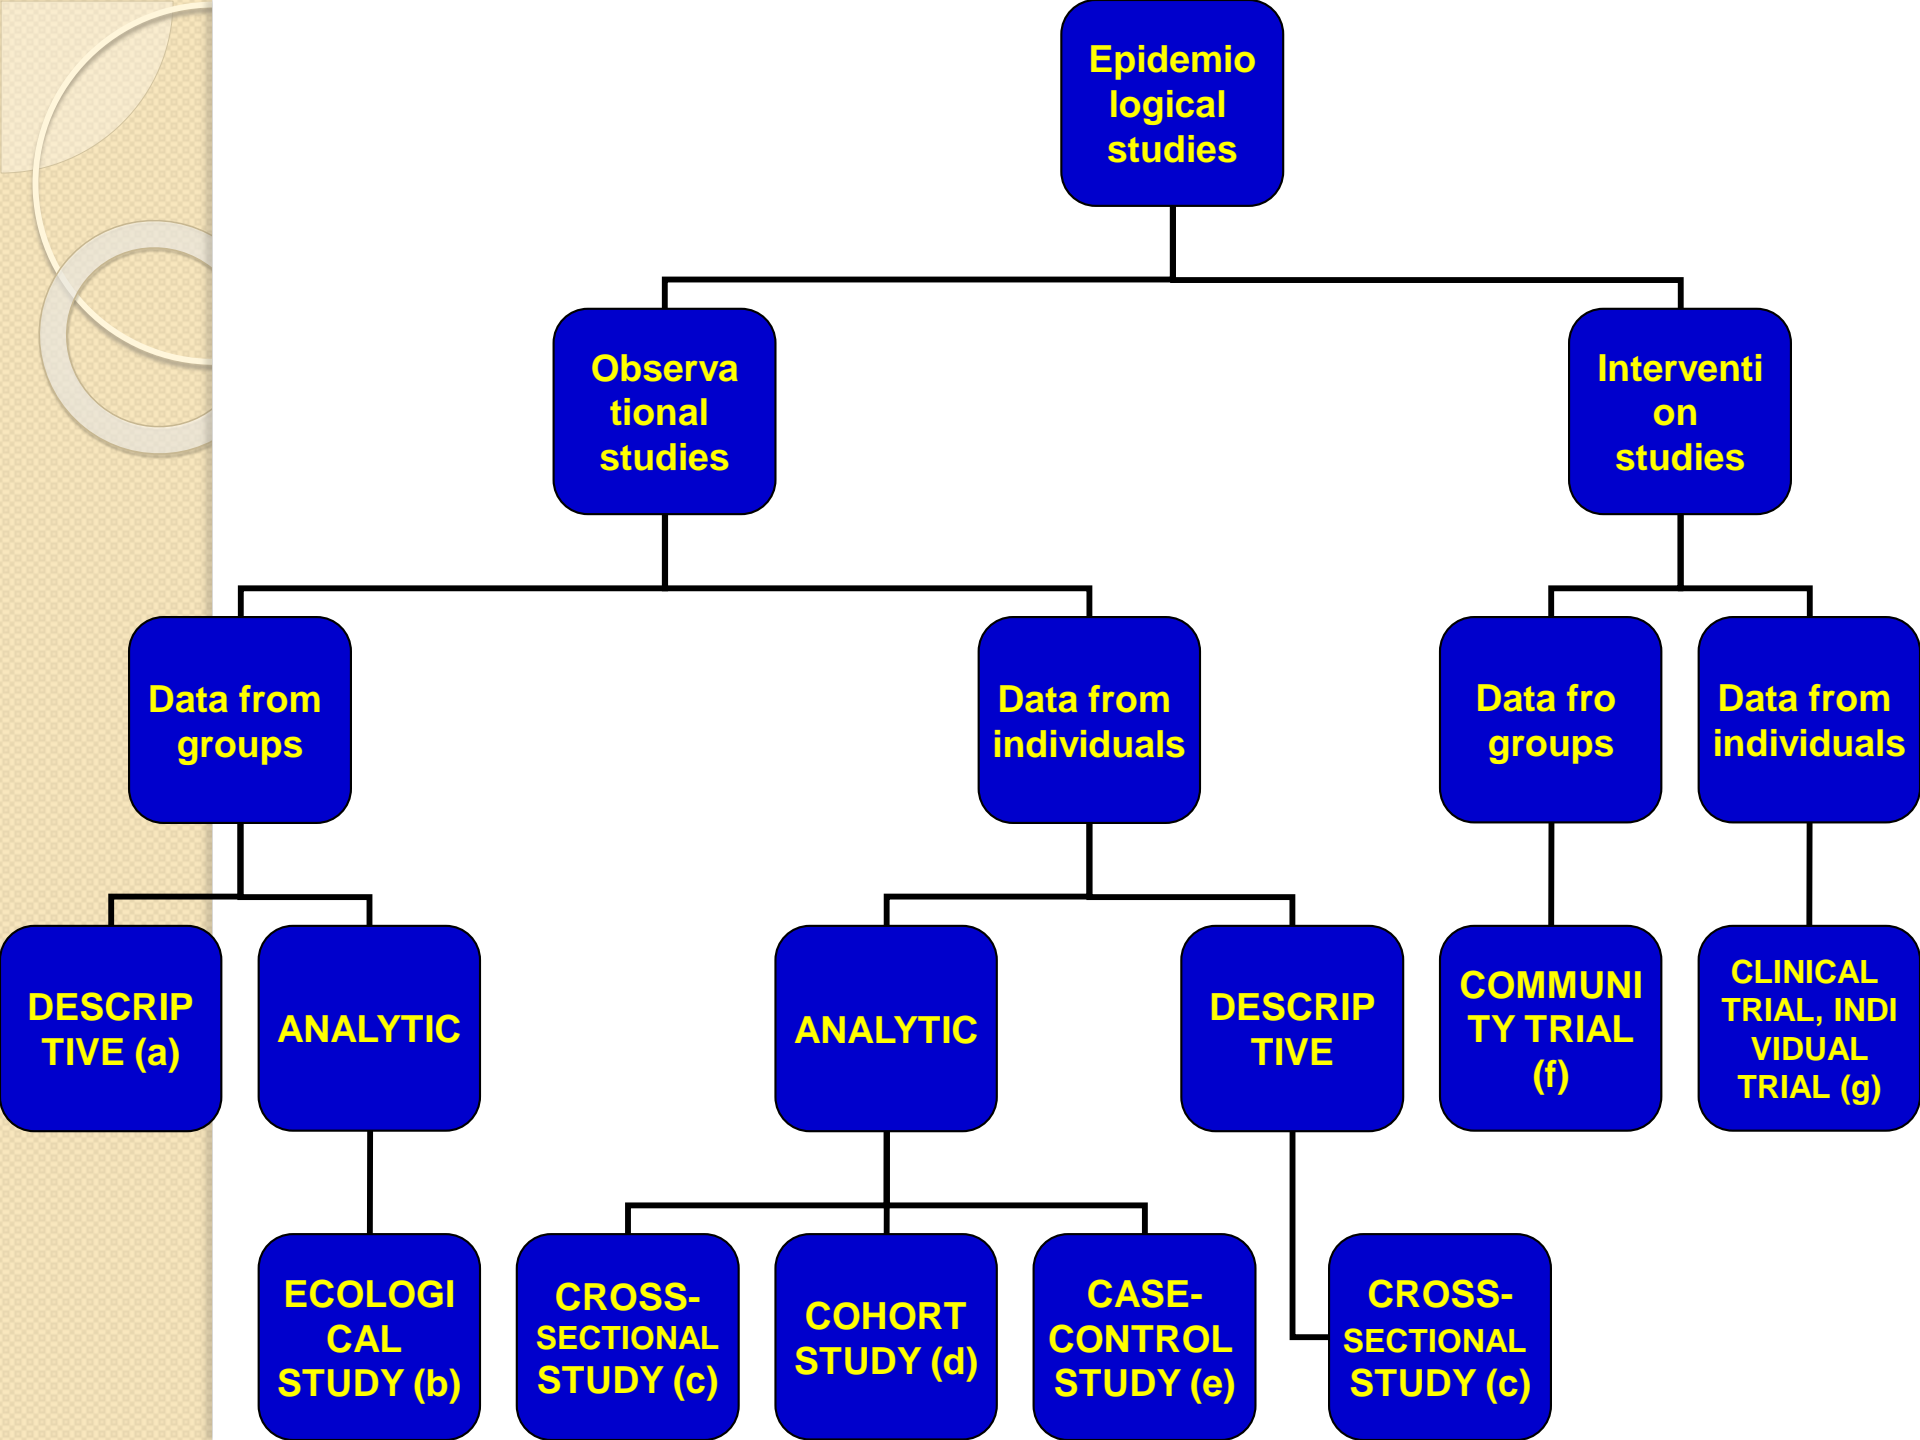 Epidemio
logical
studies
Observa
tional
studies
Interventi
on
studies
Data from
groups
Data from
individuals
Data fro
groups
Data from
individuals
DESCRIP
TIVE (a)
ANALYTIC
ANALYTIC
DESCRIP
TIVE
COMMUNI
TY TRIAL
(f)
CLINICAL
TRIAL, INDI
VIDUAL
TRIAL (g)
ECOLOGI
CAL
STUDY (b)
CROSS-
SECTIONAL
STUDY (c)
COHORT
STUDY (d)
CASE-
CONTROL
STUDY (e)
CROSS-
SECTIONAL
STUDY (c)